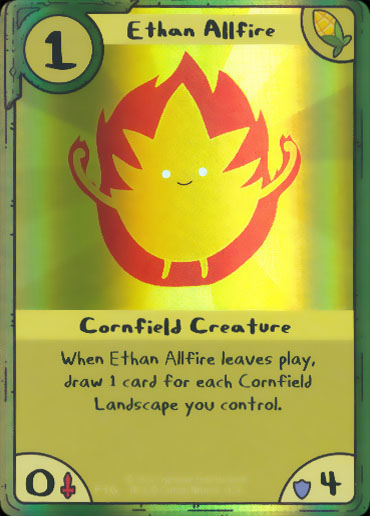 1
Ethan Allfire
Cornfield Creature
When Ethan Allfire leaves play,
draw 1 card for each Cornfield
Landscape you control.
0
4